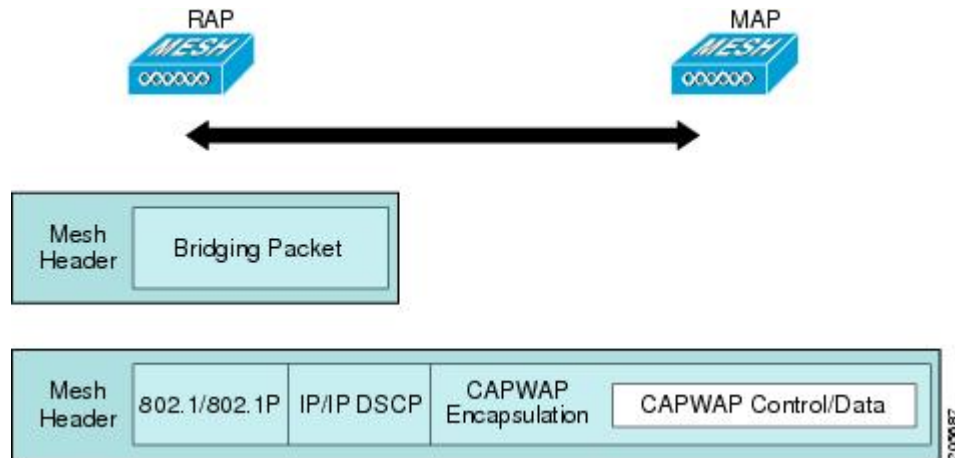 RAP
MAP
MESH
MESH
Mesh
Header
Bridging Packet
Mesh
Header
802.1/802.1P
IP/IP DSCP
CAPWAP
Encapsulation
CAPWAP Control/Data